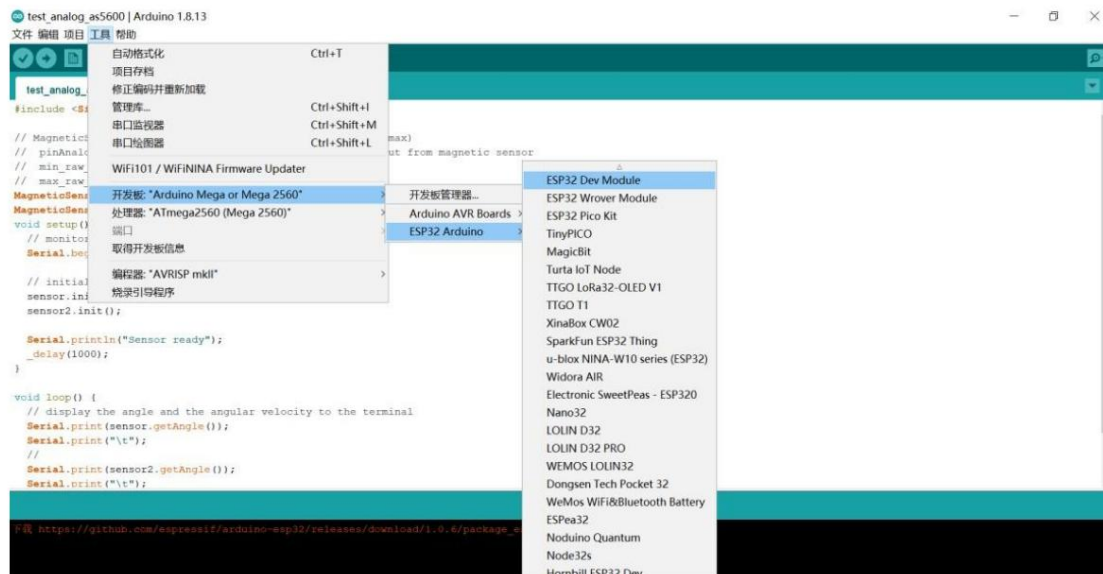 test_analog_as5600 | Arduino 1.8.13
文件 编辑 项目 工具 帮助
自动格式化 Ctrl+T
项目存档
修正编码并重新加载
管理库... Ctrl+Shift+I
串口监视器 Ctrl+Shift+M
串口绘图器 Ctrl+Shift+L
WiFi101 / WiFiNINA Firmware Updater
开发板: "Arduino Mega or Mega 2560"
处理器: "ATmega2560 (Mega 2560)"
端口
取得开发板信息
编程器: "AVRISP mkII"
烧录引导程序
开发板管理器...
Arduino AVR Boards
ESP32 Arduino
ESP32 Dev Module
ESP32 Wrover Module
ESP32 Pico Kit
TinyPICO
MagicBit
Turta IoT Node
TTGO LoRa32-OLED V1
TTGO T1
XinaBox CW02
SparkFun ESP32 Thing
u-blox NINA-W10 series (ESP32)
Widora AIR
Electronic SweetPeas - ESP320
Nano32
LOLIN D32
LOLIN D32 PRO
WEMOS LOLIN32
Dongsen Tech Pocket 32
WeMos WiFi&Bluetooth Battery
ESPea32
Noduino Quantum
Node32s
Hornbill ESP32 Dev
test_analog_
#include <Si
// MagneticS max)
// pinAnalo ut from magnetic sensor
// min_raw_
// max_raw_
MagneticSens
MagneticSens
void setup()
// monitor
Serial.beg
// initial
sensor.ini
sensor2.init();
Serial.println("Sensor ready");
_delay(1000);
}
void loop() {
// display the angle and the angular velocity to the terminal
Serial.print(sensor.getAngle());
Serial.print("\t");
//
Serial.print(sensor2.getAngle());
Serial.print("\t");
下载 https://github.com/espressif/arduino-esp32/releases/download/1.0.6/package_e